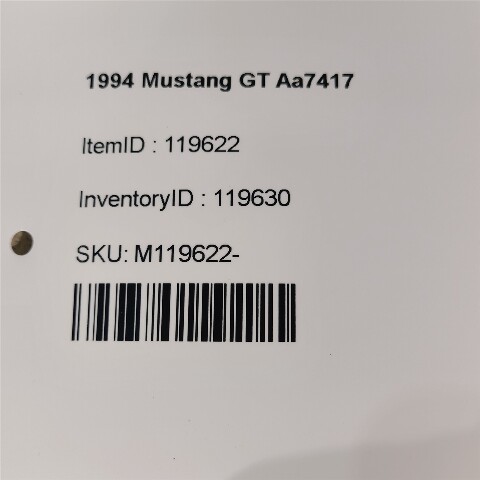 1994 Mustang GT Aa7417
ItemID : 119622
InventoryID : 119630
SKU: M119622-